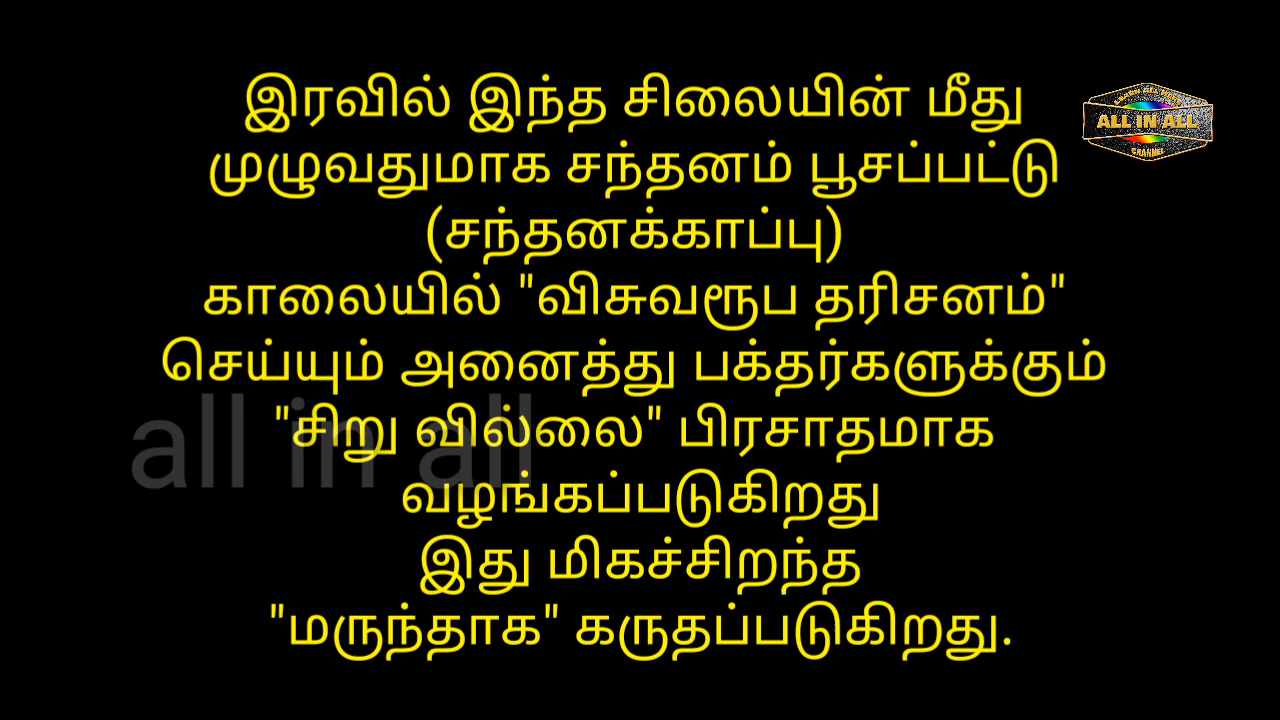 இரவில் இந்த சிலையின் மீது
முழுவதுமாக சந்தனம் பூசப்பட்டு
(சந்தனக்காப்பு)
காலையில் "விசுவரூப தரிசனம்"
செய்யும் அனைத்து பக்தர்களுக்கும்
"சிறு வில்லை" பிரசாதமாக
வழங்கப்படுகிறது
இது மிகச்சிறந்த
"மருந்தாக" கருதப்படுகிறது.
all in all
ALL IN ALL
CHANNEL